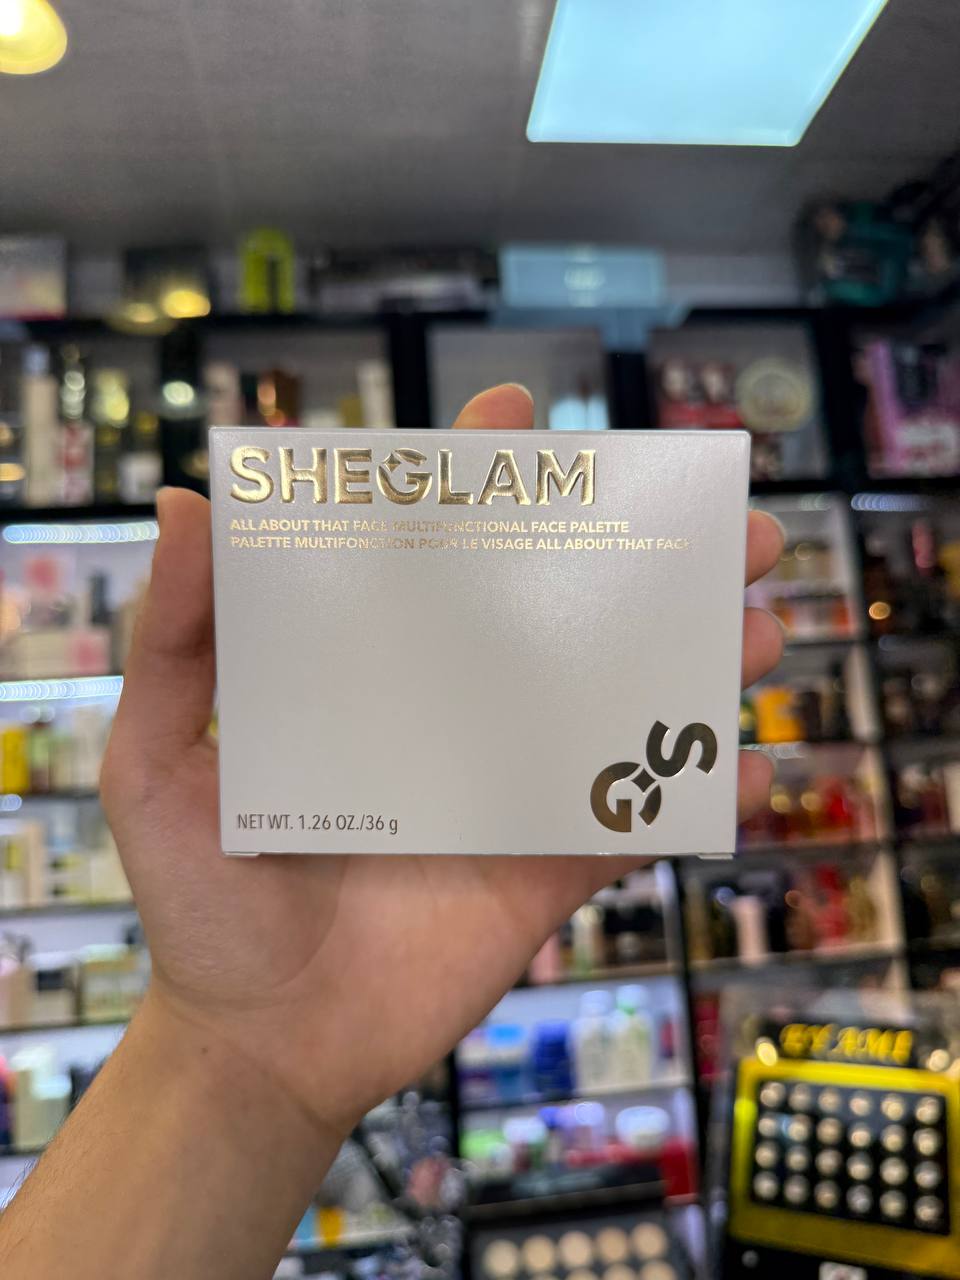 SHEGLAM
ALL ABOUT THAT FACE MULTIFUNCTIONAL FACE PALETTE
PALETTE MULTIFONCTION POUR LE VISAGE ALL ABOUT THAT FACE
GS
NET WT. 1.26 OZ./36 g